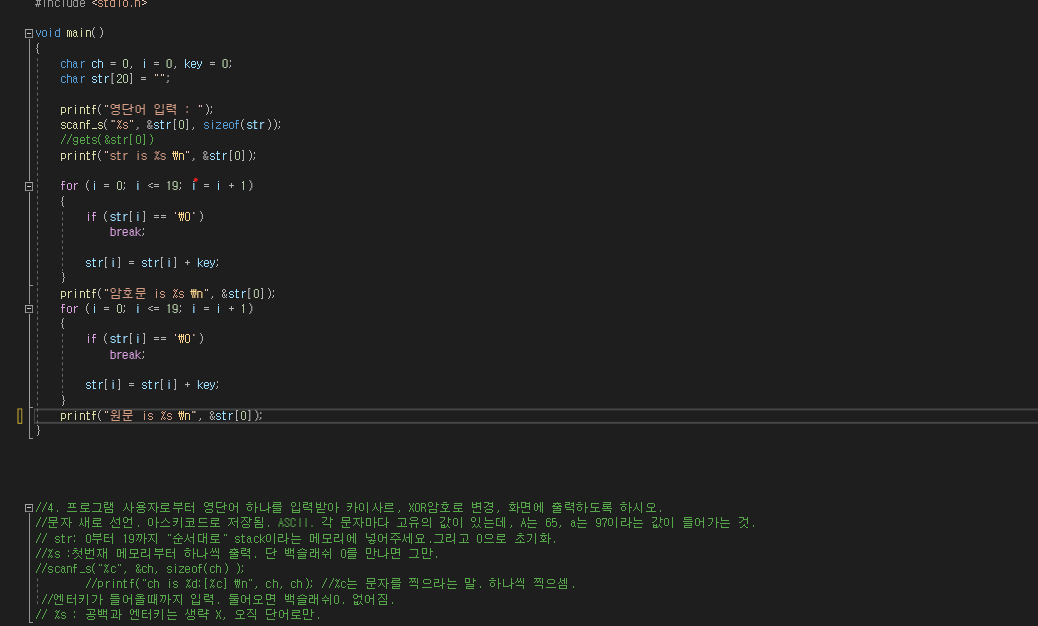 #include <stdio.h>
void main()
{
char ch = 0, i = 0, key = 0;
char str[20] = "";
printf("영단어 입력 : ");
scanf_s("%s", &str[0], sizeof(str));
//gets(&str[0])
printf("str is %s ₩n", &str[0]);
for (i = 0; i <= 19; i = i + 1)
{
if (str[i] == '₩0')
break;
str[i] = str[i] + key;
}
printf("암호문 is %s ₩n", &str[0]);
for (i = 0; i <= 19; i = i + 1)
{
if (str[i] == '₩0')
break;
str[i] = str[i] + key;
}
printf("원문 is %s ₩n", &str[0]);
}
//4. 프로그램 사용자로부터 영단어 하나를 입력받아 카이사르, XOR암호로 변경, 화면에 출력하도록 하시오.
//문자 새로 선언. 아스키코드로 저장됨. ASCII. 각 문자마다 고유의 값이 있는데, A는 65, a는 97이라는 값이 들어가는 것.
// str: 0부터 19까지 "순서대로" stack이라는 메모리에 넣어주세요.그리고 0으로 초기화.
//%s :첫번재 메모리부터 하나씩 출력. 단 백슬래쉬 0를 만나면 그만.
//scanf_s("%c", &ch, sizeof(ch) );
//printf("ch is %d:[%c] ₩n", ch, ch); //%c는 문자를 찍으라는 말. 하나씩 찍으셈.
//엔터키가 들어올때까지 입력. 둘어오면 백슬래쉬0. 없어짐.
// %s : 공백과 엔터키는 생략 X, 오직 단어로만.